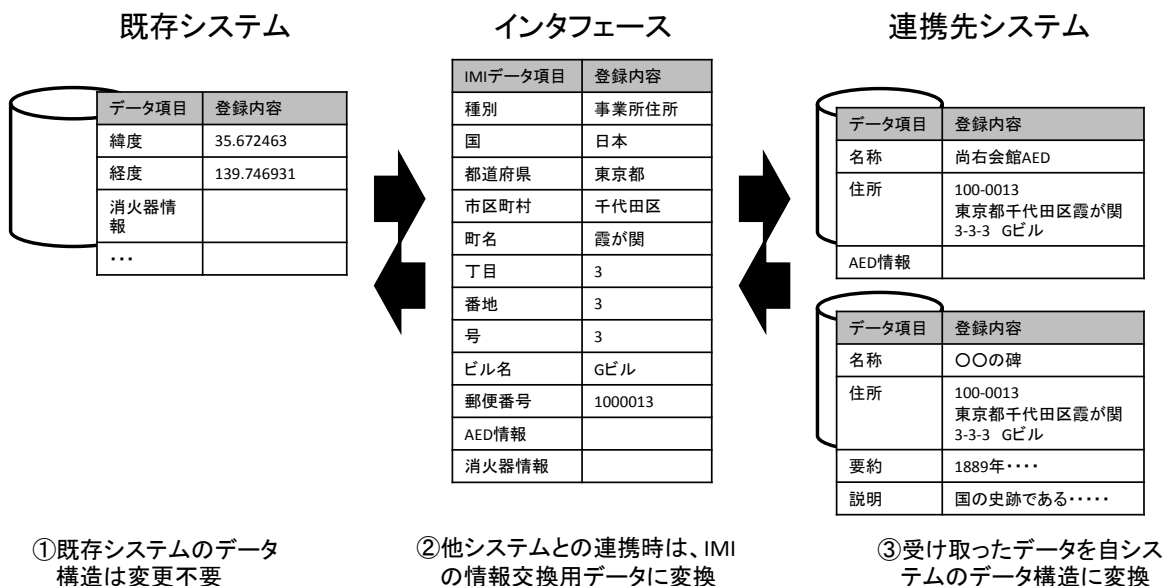 既存システム
インタフェース
連携先システム
データ項目 登録内容
緯度 35.672463
経度 139.746931
消火器情
報
・・・
IMIデータ項目 登録内容
種別 事業所住所
国 日本
都道府県 東京都
市区町村 千代田区
町名 霞が関
丁目 3
番地 3
号 3
ビル名 Gビル
郵便番号 1000013
AED情報
消火器情報
データ項目 登録内容
名称 尚右会館AED
住所 100-0013
東京都千代田区霞が関
3-3-3 Gビル
AED情報
データ項目 登録内容
名称 〇〇の碑
住所 100-0013
東京都千代田区霞が関
3-3-3 Gビル
要約 1889年・・・・
説明 国の史跡である・・・・・
①既存システムのデータ
構造は変更不要
②他システムとの連携時は、IMI
の情報交換用データに変換
③受け取ったデータを自シス
テムのデータ構造に変換